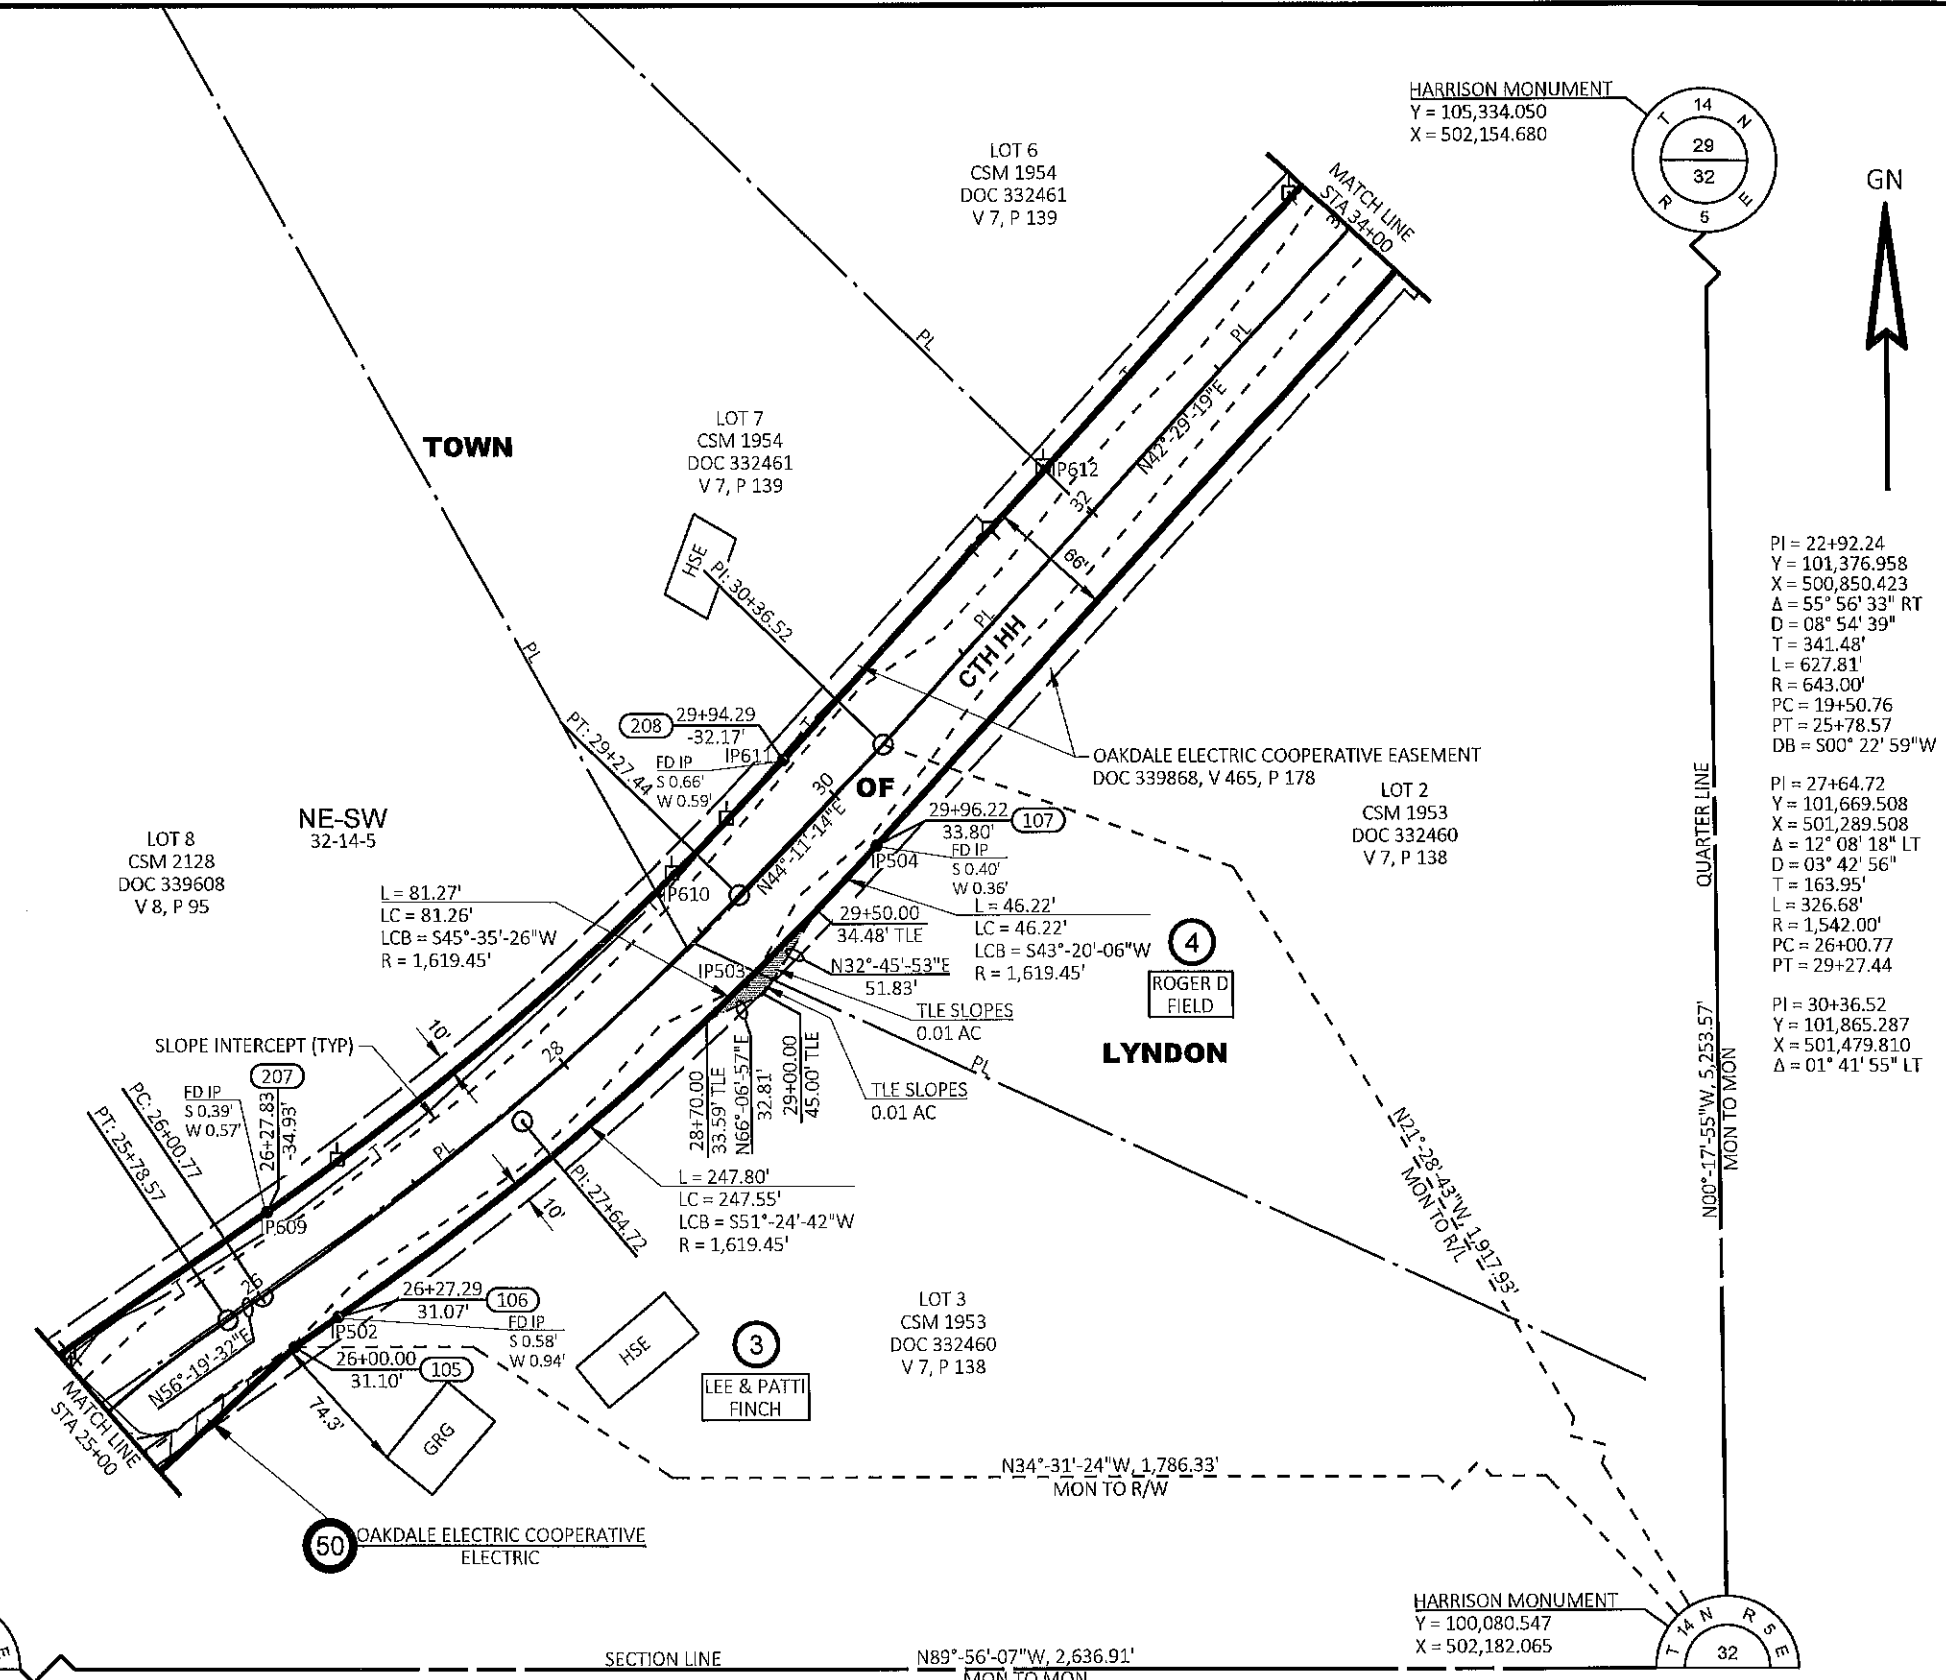 HARRISON MONUMENT
Y = 105,334.050
X = 502,154.680
T 14 N
29
32
R 5 E
GN
LOT 6
CSM 1954
DOC 332461
V 7, P 139
MATCH LINE
STA 34+00
PL
PL
LOT 7
CSM 1954
DOC 332461
V 7, P 139
TOWN
T
IP612
N42°-29'-19"E
32
HSE
PI: 30+36.52
66'
PL
CTH HH
PI = 22+92.24
Y = 101,376.958
X = 500,850.423
Δ = 55° 56' 33" RT
D = 08° 54' 39"
T = 341.48'
L = 627.81'
R = 643.00'
PC = 19+50.76
PT = 25+78.57
DB = S00° 22' 59"W
PI = 27+64.72
Y = 101,669.508
X = 501,289.508
Δ = 12° 08' 18" LT
D = 03° 42' 56"
T = 163.95'
L = 326.68'
R = 1,542.00'
PC = 26+00.77
PT = 29+27.44
PI = 30+36.52
Y = 101,865.287
X = 501,479.810
Δ = 01° 41' 55" LT
PL
208
29+94.29
-32.17'
IP611
FD IP
S 0.66'
W 0.59'
PT: 29+27.44
T
OAKDALE ELECTRIC COOPERATIVE EASEMENT
DOC 339868, V 465, P 178
30
OF
N44°-11'-14"E
LOT 2
CSM 1953
DOC 332460
V 7, P 138
NE-SW
32-14-5
LOT 8
CSM 2128
DOC 339608
V 8, P 95
29+96.22
33.80'
107
FD IP
S 0.40'
W 0.36'
IP504
IP610
L = 81.27'
LC = 81.26'
LCB = S45°-35'-26"W
R = 1,619.45'
29+50.00
34.48' TLE
L = 46.22'
LC = 46.22'
LCB = S43°-20'-06"W
R = 1,619.45'
IP503
N32°-45'-53"E
51.83'
4
ROGER D
FIELD
TLE SLOPES
0.01 AC
LYNDON
QUARTER LINE
N00°-17'-55"W, 5,253.57'
MON TO MON
10'
SLOPE INTERCEPT (TYP)
28
28+70.00
33.59' TLE
N66°-06'-57"E
32.81'
29+00.00
45.00' TLE
TLE SLOPES
0.01 AC
PL
207
26+27.83
-34.93'
FD IP
S 0.39'
W 0.57'
PC: 26+00.77
PT: 25+78.57
T
PL
N21°-28'-43"W, 1,917.93'
MON TO R/L
L = 247.80'
LC = 247.55'
LCB = S51°-24'-42"W
R = 1,619.45'
10'
PI: 27+64.72
IP609
26
T
26+27.29
31.07'
106
FD IP
S 0.58'
W 0.94'
IP502
26+00.00
31.10'
105
N56°-19'-32"E
HSE
3
LEE & PATTI
FINCH
LOT 3
CSM 1953
DOC 332460
V 7, P 138
MATCH LINE
STA 25+00
74.3'
GRG
N34°-31'-24"W, 1,786.33'
MON TO R/W
50
OAKDALE ELECTRIC COOPERATIVE
ELECTRIC
HARRISON MONUMENT
Y = 100,080.547
X = 502,182.065
T 14 N R 5 E
32
E
SECTION LINE
N89°-56'-07"W, 2,636.91'
MON TO MON